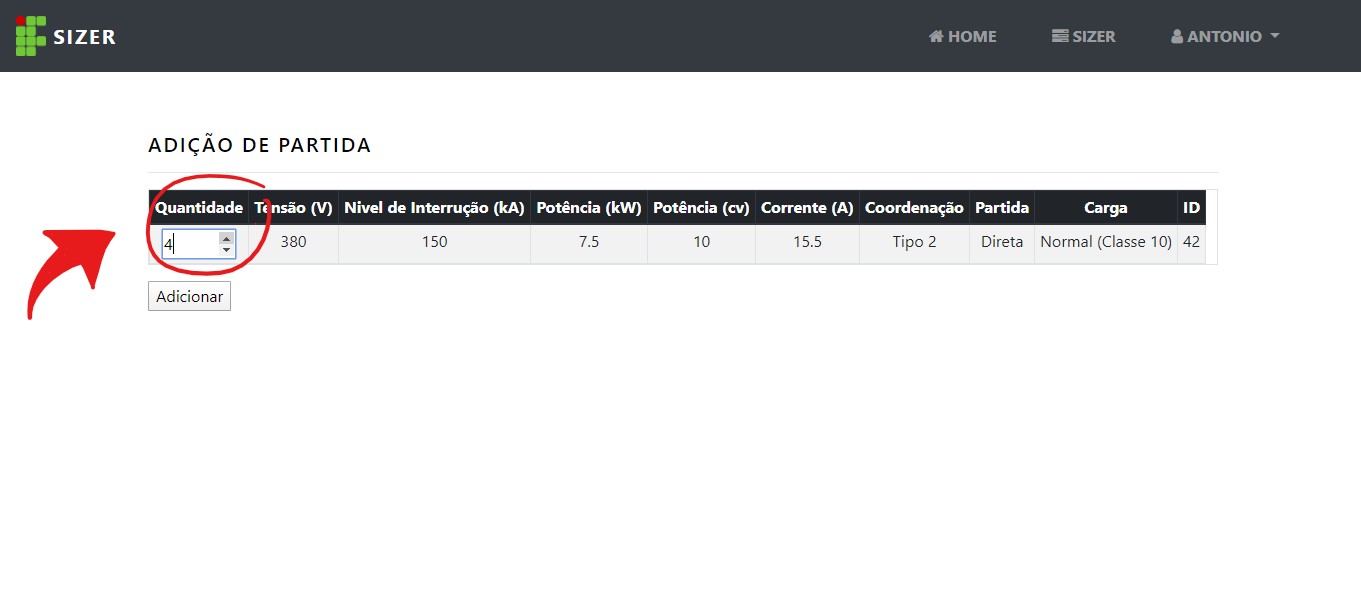 SIZER HOME SIZER ANTONIO
ADIÇÃO DE PARTIDA
Quantidade Tensão (V) Nivel de Interrução (kA) Potência (kW) Potência (cv) Corrente (A) Coordenação Partida Carga ID
4 380 150 7.5 10 15.5 Tipo 2 Direta Normal (Classe 10) 42
Adicionar